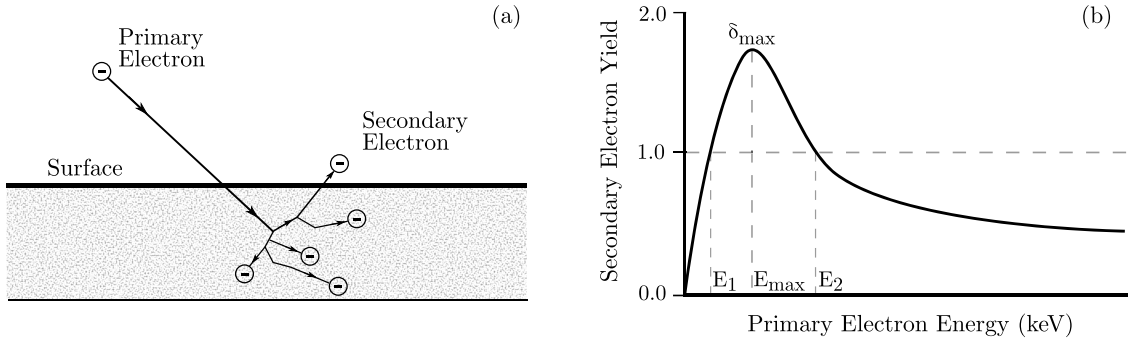 (a)
Primary
Electron
Secondary
Electron
Surface
(b)
2.0
δmax
1.0
0.0
E1
Emax
E2
Secondary Electron Yield
Primary Electron Energy (keV)